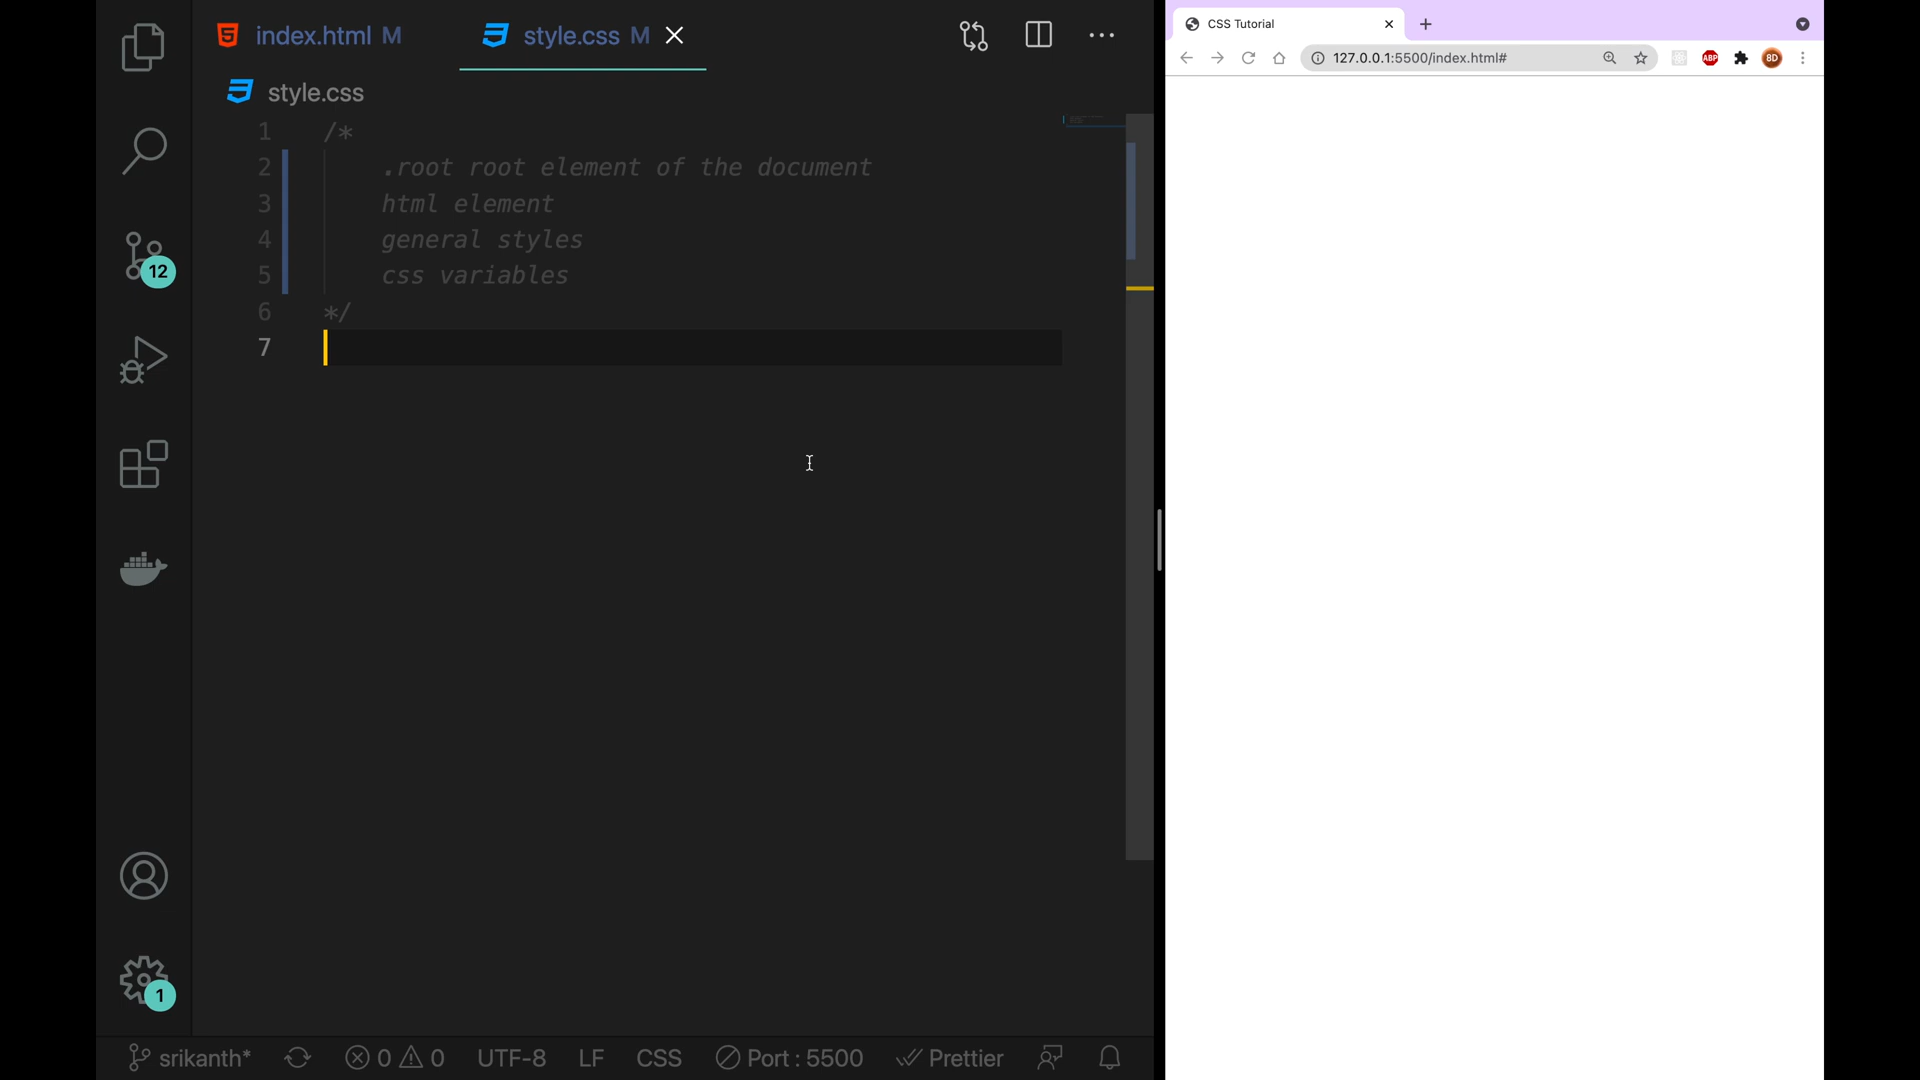 index.html M
style.css M
style.css
1 /*
2 .root root element of the document
3 html element
4 general styles
5 css variables
6 */
7
12
1
srikanth*
0 0
UTF-8
LF
CSS
Port : 5500
Prettier
CSS Tutorial
127.0.0.1:5500/index.html#
ABP
BD